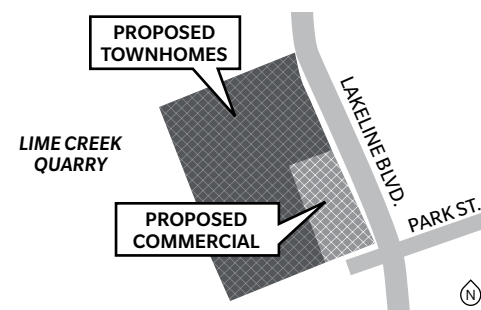 PROPOSED
TOWNHOMES
LAKELINE BLVD.
LIME CREEK
QUARRY
PROPOSED
COMMERCIAL
PARK ST.
N